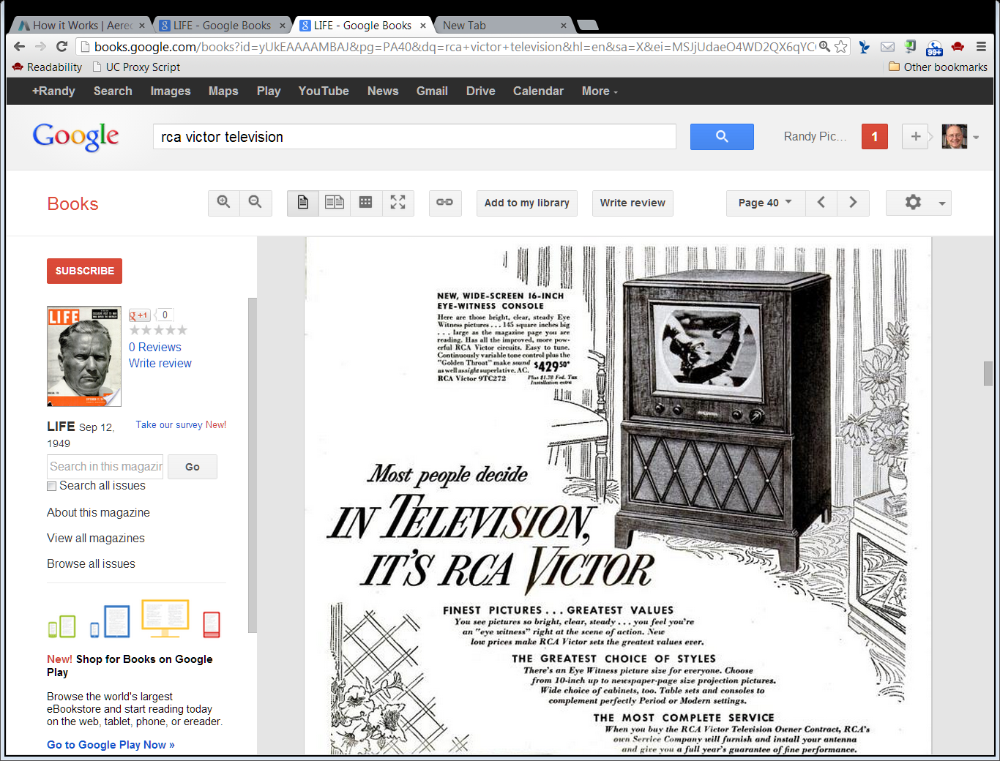 How it Works | Aerec
LIFE - Google Books
LIFE - Google Books
New Tab
books.google.com/books?id=yUkEAAAAMBAJ&pg=PA40&dq=rca+victor+television&hl=en&sa=X&ei=MSJjUdaeO4WD2QX6qYC
99+
Readability
UC Proxy Script
Other bookmarks
+Randy Search Images Maps Play YouTube News Gmail Drive Calendar More
Google
rca victor television
Randy Pic...
1
Books
Add to my library
Write review
Page 40
SUBSCRIBE
LIFE
+1
0
0 Reviews
Write review
LIFE Sep 12,
1949
Take our survey New!
Search in this magazin
Go
Search all issues
About this magazine
View all magazines
Browse all issues
New! Shop for Books on Google
Play
Browse the world's largest
eBookstore and start reading today
on the web, tablet, phone, or ereader.
Go to Google Play Now »
NEW, WIDE-SCREEN 16-INCH
EYE-WITNESS CONSOLE
Here are those bright, clear, steady Eye
Witness pictures . . . 145 square inches big
. . . large as the magazine page you are
reading. Has all the improved, more pow-
erful RCA Victor circuits. Easy to tune.
Continuously variable tone control plus the
"Golden Throat" make sound
as well as sight superlative. AC.
$429.50*
RCA Victor 9TC272
Plus $1.70 Fed. Tax
Installation extra
Most people decide
IN TELEVISION,
IT'S RCA VICTOR
FINEST PICTURES . . . GREATEST VALUES
You see pictures so bright, clear, steady . . . you feel you're
an "eye witness" right at the scene of action. New
low prices make RCA Victor sets the greatest values ever.
THE GREATEST CHOICE OF STYLES
There's an Eye Witness picture size for everyone. Choose
from 10-inch up to newspaper-page size projection pictures.
Wide choice of cabinets, too. Table sets and consoles to
complement perfectly Period or Modern settings.
THE MOST COMPLETE SERVICE
When you buy the RCA Victor Television Owner Contract, RCA's
own Service Company will furnish and install your antenna
and give you a full year's guarantee of fine performance.